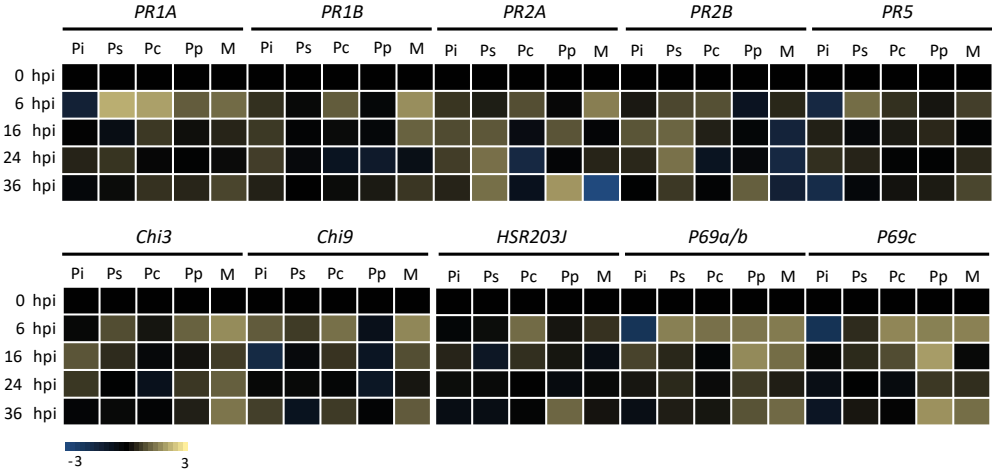 PR1A PR1B PR2A PR2B PR5
Pi Ps Pc Pp M Pi Ps Pc Pp M Pi Ps Pc Pp M Pi Ps Pc Pp M Pi Ps Pc Pp M
0 hpi
6 hpi
16 hpi
24 hpi
36 hpi
Chi3 Chi9 HSR203J P69a/b P69c
Pi Ps Pc Pp M Pi Ps Pc Pp M Pi Ps Pc Pp M Pi Ps Pc Pp M Pi Ps Pc Pp M
0 hpi
6 hpi
16 hpi
24 hpi
36 hpi
-3 3